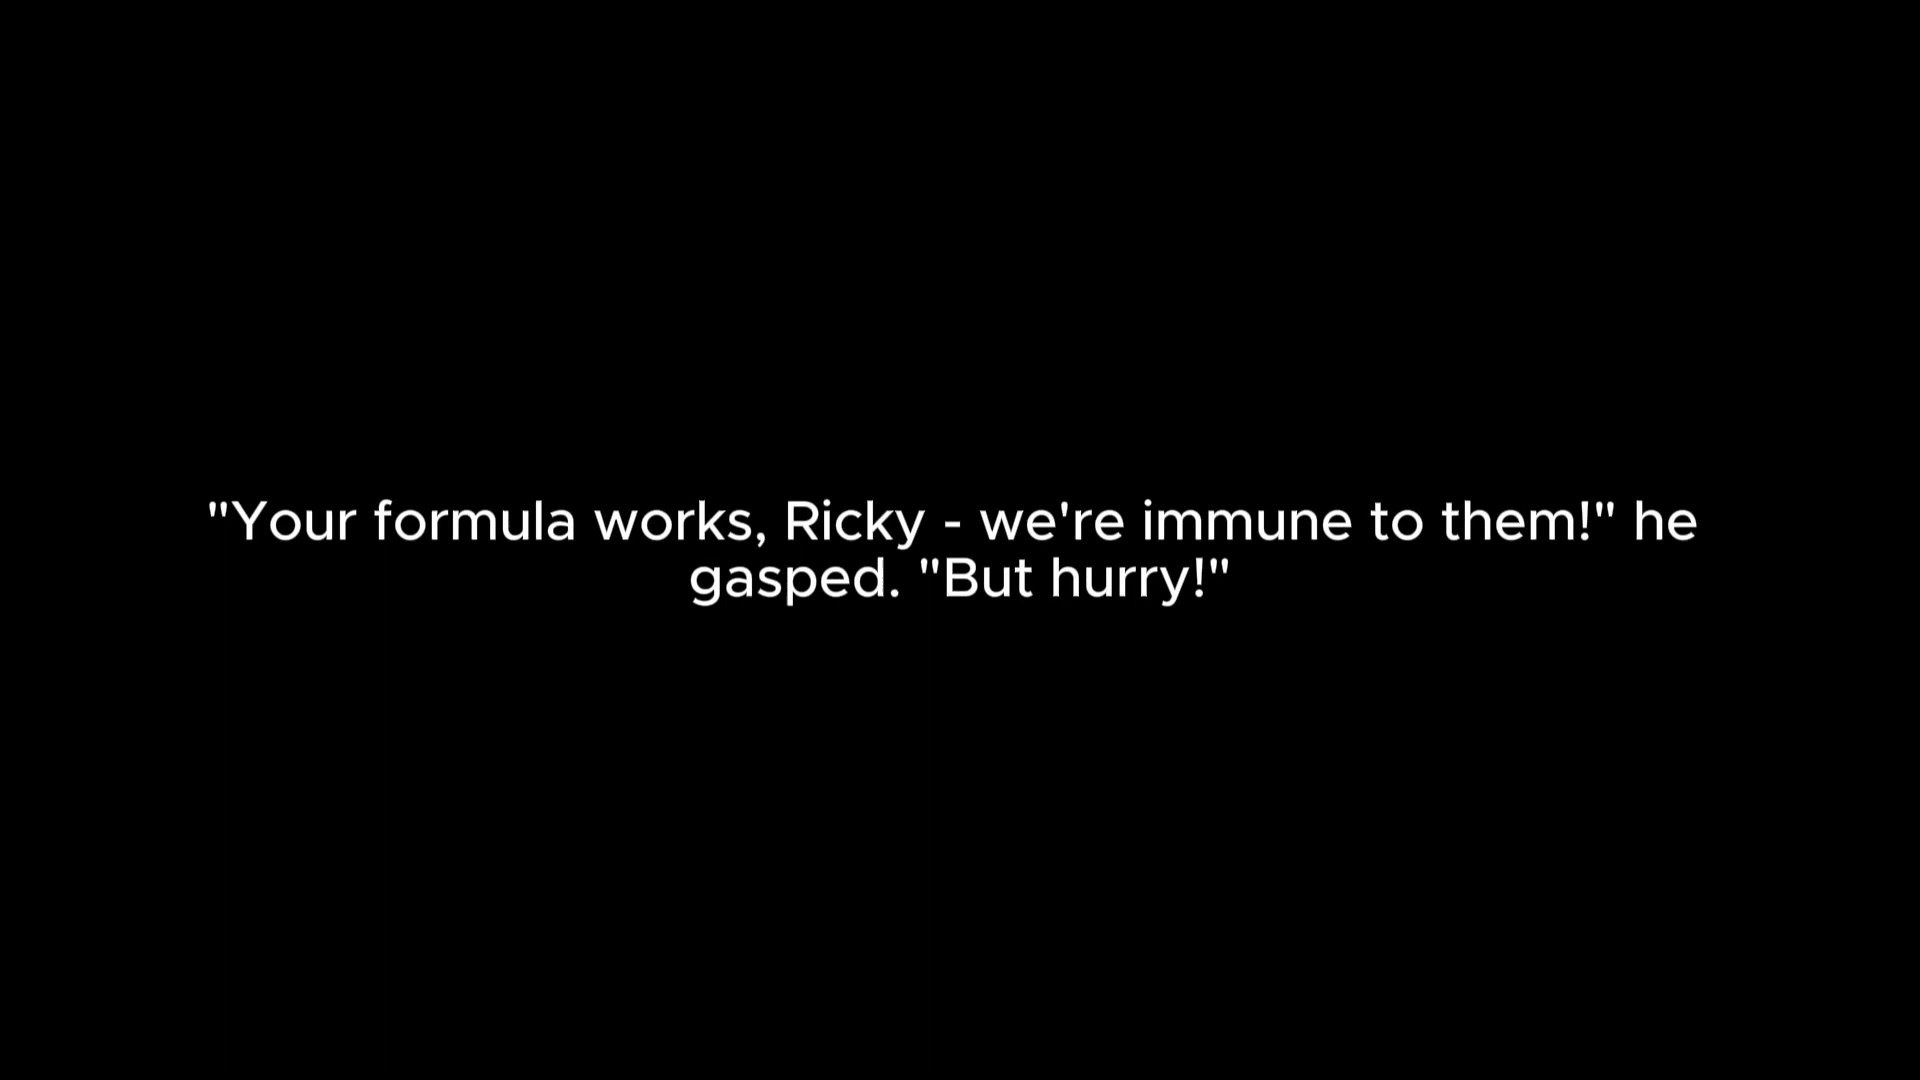 "Your formula works, Ricky - we're immune to them!" he
gasped. "But hurry!"